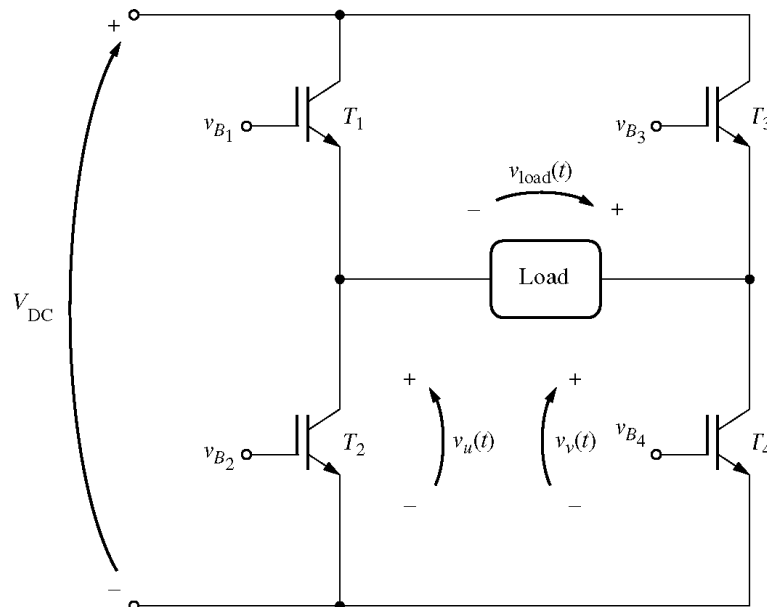 +
v_B1
T_1
v_B3
T_3
v_load(t)
−
+
Load
V_DC
+
+
v_B2
T_2
v_u(t)
v_v(t)
v_B4
T_4
−
−
−